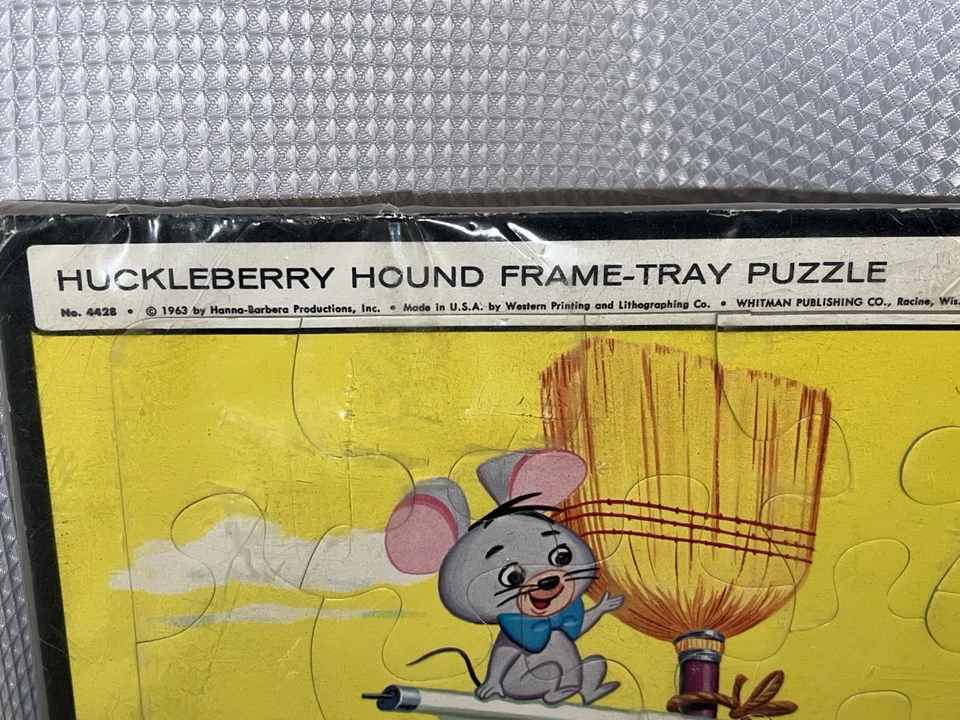 HUCKLEBERRY HOUND FRAME-TRAY PUZZLE
No. 4428 • © 1963 by Hanna-Barbera Productions, Inc. • Made in U.S.A. by Western Printing and Lithographing Co. • WHITMAN PUBLISHING CO., Racine, Wis.